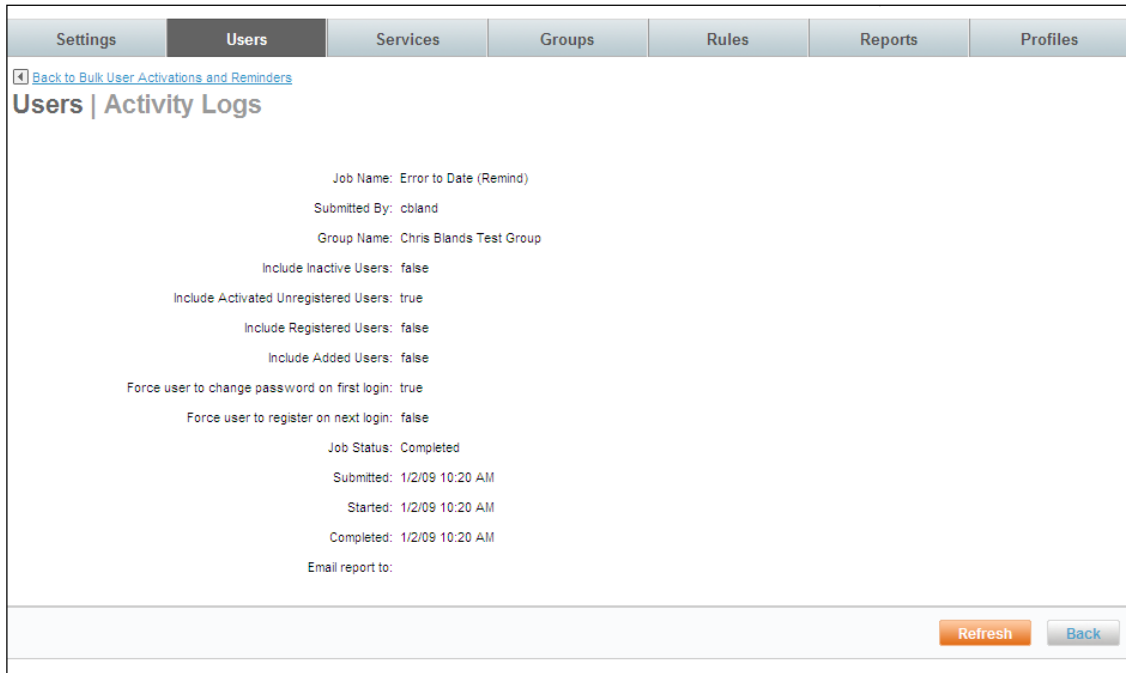 Settings Users Services Groups Rules Reports Profiles
Back to Bulk User Activations and Reminders
Users | Activity Logs
Job Name: Error to Date (Remind)
Submitted By: cbland
Group Name: Chris Blands Test Group
Include Inactive Users: false
Include Activated Unregistered Users: true
Include Registered Users: false
Include Added Users: false
Force user to change password on first login: true
Force user to register on next login: false
Job Status: Completed
Submitted: 1/2/09 10:20 AM
Started: 1/2/09 10:20 AM
Completed: 1/2/09 10:20 AM
Email report to:
Refresh Back